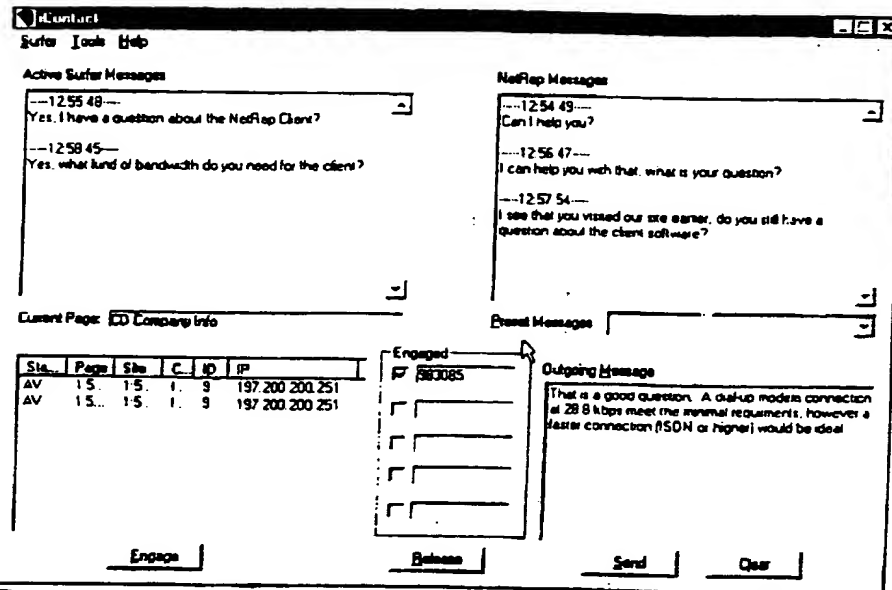 iContact
Surfer Tools Help
Active Surfer Messages
----12:55:48----
Yes, I have a question about the NetRep Client?
----12:58:45----
Yes, what kind of bandwidth do you need for the client?
NetRep Messages
----12:54:49----
Can I help you?
----12:56:47----
I can help you with that, what is your question?
----12:57:54----
I see that you visited our site earlier, do you still have a
question about the client software?
Current Page: CD Company Info
Preset Messages
Sta... Page Site C... ID IP
AV 1:5. 1:5. 1. 9 197.200.200.251
AV 1:5... 1:5. 1. 9 197.200.200.251
Engaged
983085
Outgoing Message
That is a good question. A dial-up modem connection
at 28.8 kbps meet the minimal requirments, however a
faster connection (ISDN or higher) would be ideal
Engage
Release
Send
Clear